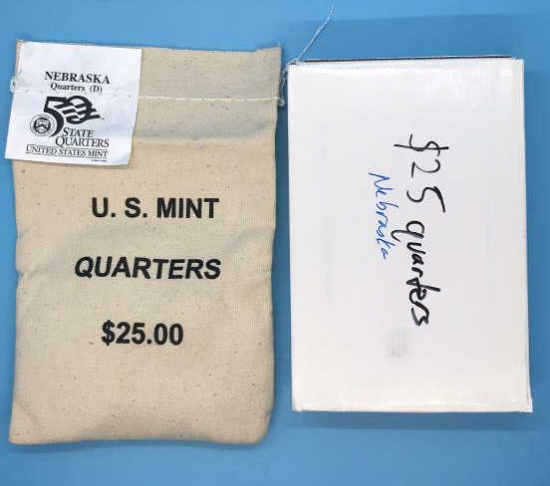 NEBRASKA
Quarters (D)
50
STATE
QUARTERS
UNITED STATES MINT
U. S. MINT
QUARTERS
$25.00
$25 quarters
Nebraska